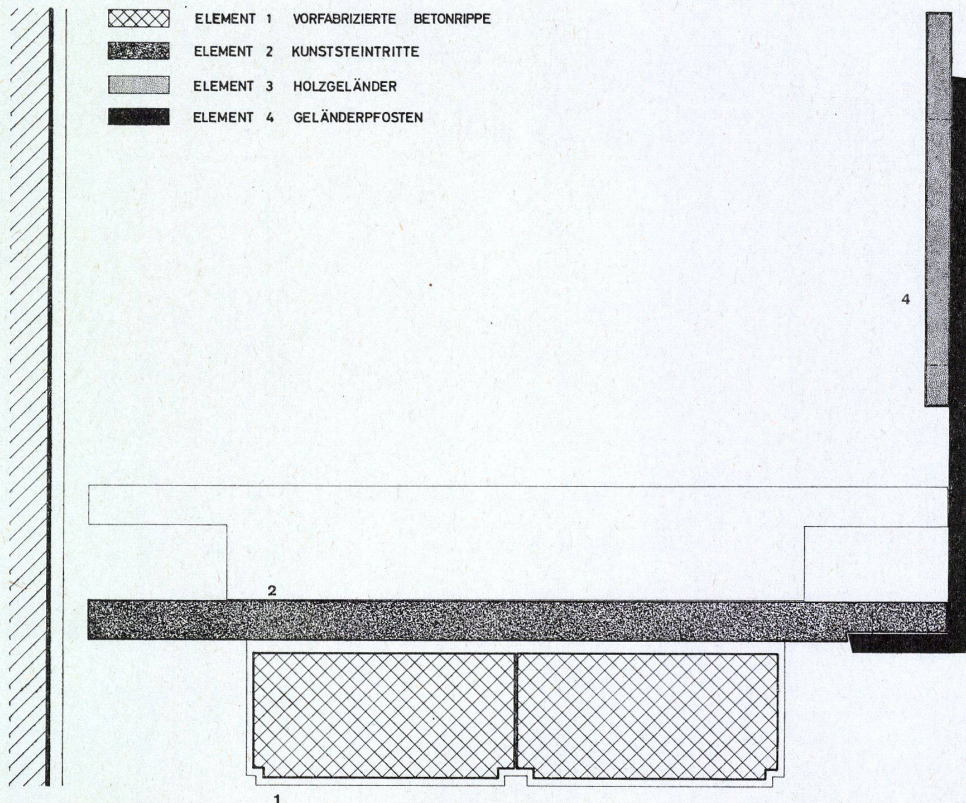 ELEMENT 1 VORFABRIZIERTE BETONRIPPE
ELEMENT 2 KUNSTSTEINTRITTE
ELEMENT 3 HOLZGELÄNDER
ELEMENT 4 GELÄNDERPFOSTEN
4
2
1